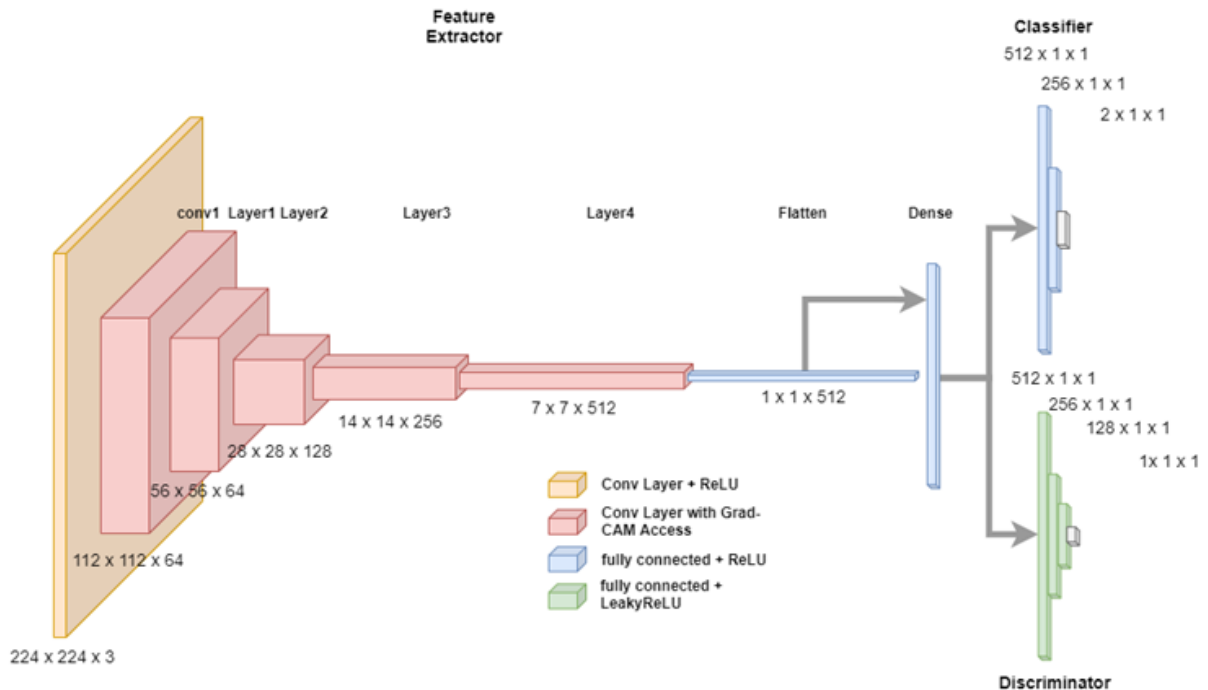 Feature
Extractor
Classifier
512 x 1 x 1
256 x 1 x 1
2 x 1 x 1
conv1 Layer1 Layer2 Layer3 Layer4 Flatten Dense
512 x 1 x 1
256 x 1 x 1
128 x 1 x 1
1x 1 x 1
1 x 1 x 512
7 x 7 x 512
14 x 14 x 256
28 x 28 x 128
56 x 56 x 64
112 x 112 x 64
224 x 224 x 3
Conv Layer + ReLU
Conv Layer with Grad-
CAM Access
fully connected + ReLU
fully connected +
LeakyReLU
Discriminator